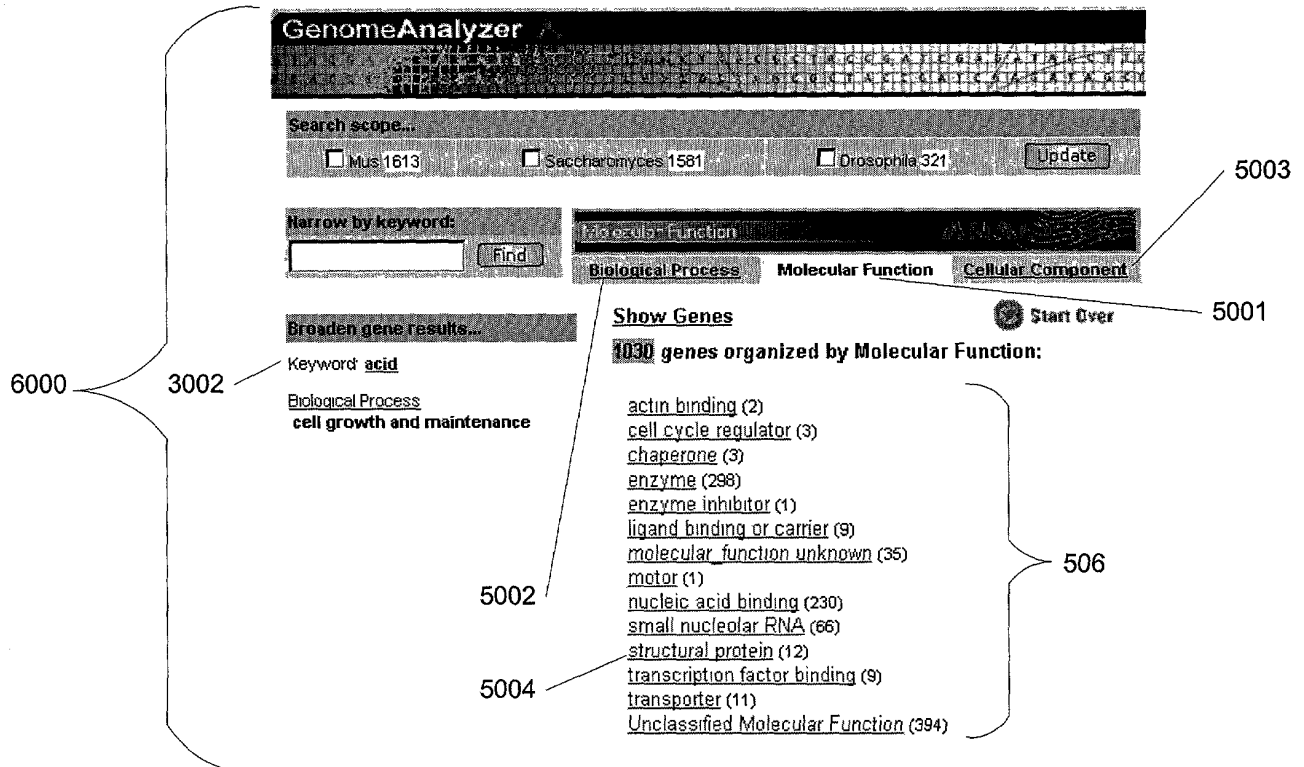 GenomeAnalyzer
Search scope...
Mus 1613 Saccharomyces 1581 Drosophila 321 Update
5003
Narrow by keyword:
Find
Molecular Function
Biological Process Molecular Function Cellular Component
5001
Show Genes Start Over
Broaden gene results...
1030 genes organized by Molecular Function:
6000 3002 Keyword: acid
Biological Process
cell growth and maintenance
actin binding (2)
cell cycle regulator (3)
chaperone (3)
enzyme (298)
enzyme inhibitor (1)
ligand binding or carrier (9)
molecular_function unknown (35)
506
motor (1)
5002
nucleic acid binding (230)
small nucleolar RNA (66)
structural protein (12)
5004
transcription factor binding (9)
transporter (11)
Unclassified Molecular Function (394)